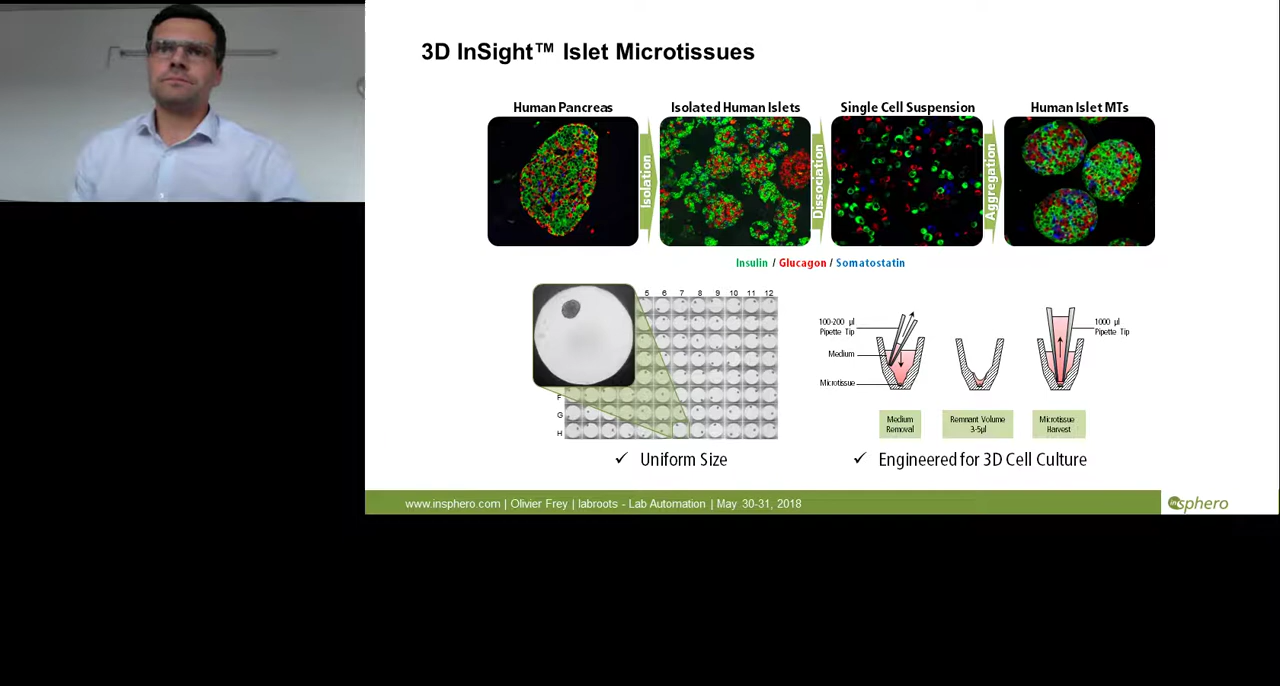 3D InSight™ Islet Microtissues
Human Pancreas
Isolated Human Islets
Single Cell Suspension
Human Islet MTs
Isolation
Dissociation
Aggregation
Insulin / Glucagon / Somatostatin
5 6 7 8 9 10 11 12
F
G
H
100-200 µl
Pipette Tip
Medium
Microtissue
1000 µl
Pipette Tip
Medium
Removal
Remnant Volume
3-5µl
Microtissue
Harvest
✓ Uniform Size
✓ Engineered for 3D Cell Culture
www.insphero.com | Olivier Frey | labroots - Lab Automation | May 30-31, 2018
insphero